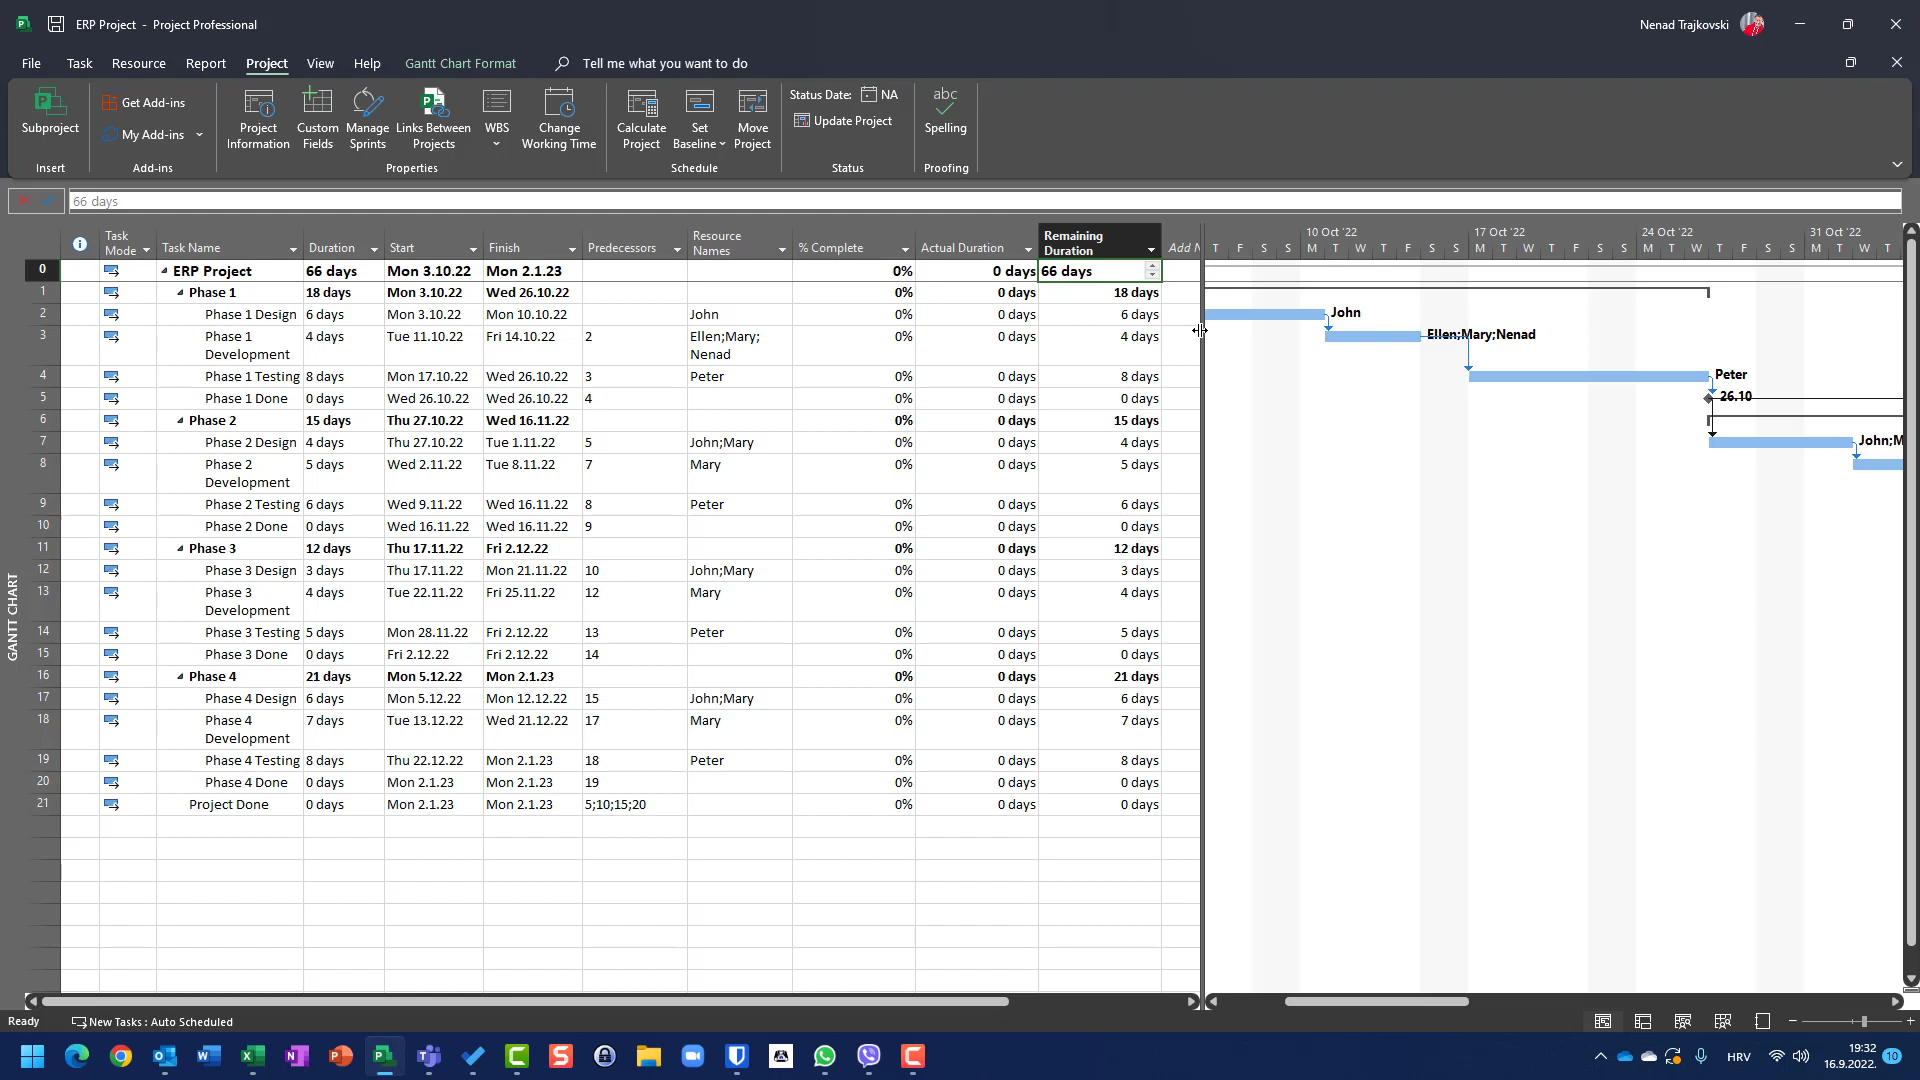 ERP Project - Project Professional
Nenad Trajkovski
File Task Resource Report Project View Help Gantt Chart Format Tell me what you want to do
Subproject
Insert
Get Add-ins
My Add-ins
Add-ins
Project Information
Custom Fields
Manage Sprints
Links Between Projects
WBS
Change Working Time
Properties
Calculate Project
Set Baseline
Move Project
Schedule
Status Date: NA
Update Project
Status
abc
Spelling
Proofing
66 days
Task Mode Task Name Duration Start Finish Predecessors Resource Names % Complete Actual Duration Remaining Duration Add N
T F S S M T W T F S S M T W T F S S M T W T F S S M T W T
10 Oct '22 17 Oct '22 24 Oct '22 31 Oct '22
0 ERP Project 66 days Mon 3.10.22 Mon 2.1.23 0% 0 days 66 days
1 Phase 1 18 days Mon 3.10.22 Wed 26.10.22 0% 0 days 18 days
2 Phase 1 Design 6 days Mon 3.10.22 Mon 10.10.22 John 0% 0 days 6 days
3 Phase 1 Development 4 days Tue 11.10.22 Fri 14.10.22 2 Ellen;Mary;Nenad 0% 0 days 4 days
4 Phase 1 Testing 8 days Mon 17.10.22 Wed 26.10.22 3 Peter 0% 0 days 8 days
5 Phase 1 Done 0 days Wed 26.10.22 Wed 26.10.22 4 0% 0 days 0 days
6 Phase 2 15 days Thu 27.10.22 Wed 16.11.22 0% 0 days 15 days
7 Phase 2 Design 4 days Thu 27.10.22 Tue 1.11.22 5 John;Mary 0% 0 days 4 days
8 Phase 2 Development 5 days Wed 2.11.22 Tue 8.11.22 7 Mary 0% 0 days 5 days
9 Phase 2 Testing 6 days Wed 9.11.22 Wed 16.11.22 8 Peter 0% 0 days 6 days
10 Phase 2 Done 0 days Wed 16.11.22 Wed 16.11.22 9 0% 0 days 0 days
11 Phase 3 12 days Thu 17.11.22 Fri 2.12.22 0% 0 days 12 days
12 Phase 3 Design 3 days Thu 17.11.22 Mon 21.11.22 10 John;Mary 0% 0 days 3 days
13 Phase 3 Development 4 days Tue 22.11.22 Fri 25.11.22 12 Mary 0% 0 days 4 days
14 Phase 3 Testing 5 days Mon 28.11.22 Fri 2.12.22 13 Peter 0% 0 days 5 days
15 Phase 3 Done 0 days Fri 2.12.22 Fri 2.12.22 14 0% 0 days 0 days
16 Phase 4 21 days Mon 5.12.22 Mon 2.1.23 0% 0 days 21 days
17 Phase 4 Design 6 days Mon 5.12.22 Mon 12.12.22 15 John;Mary 0% 0 days 6 days
18 Phase 4 Development 7 days Tue 13.12.22 Wed 21.12.22 17 Mary 0% 0 days 7 days
19 Phase 4 Testing 8 days Thu 22.12.22 Mon 2.1.23 18 Peter 0% 0 days 8 days
20 Phase 4 Done 0 days Mon 2.1.23 Mon 2.1.23 19 0% 0 days 0 days
21 Project Done 0 days Mon 2.1.23 Mon 2.1.23 5;10;15;20 0% 0 days 0 days
John
Ellen;Mary;Nenad
Peter
26.10
John;M
GANTT CHART
Ready New Tasks : Auto Scheduled
HRV
19:32
16.9.2022.
10